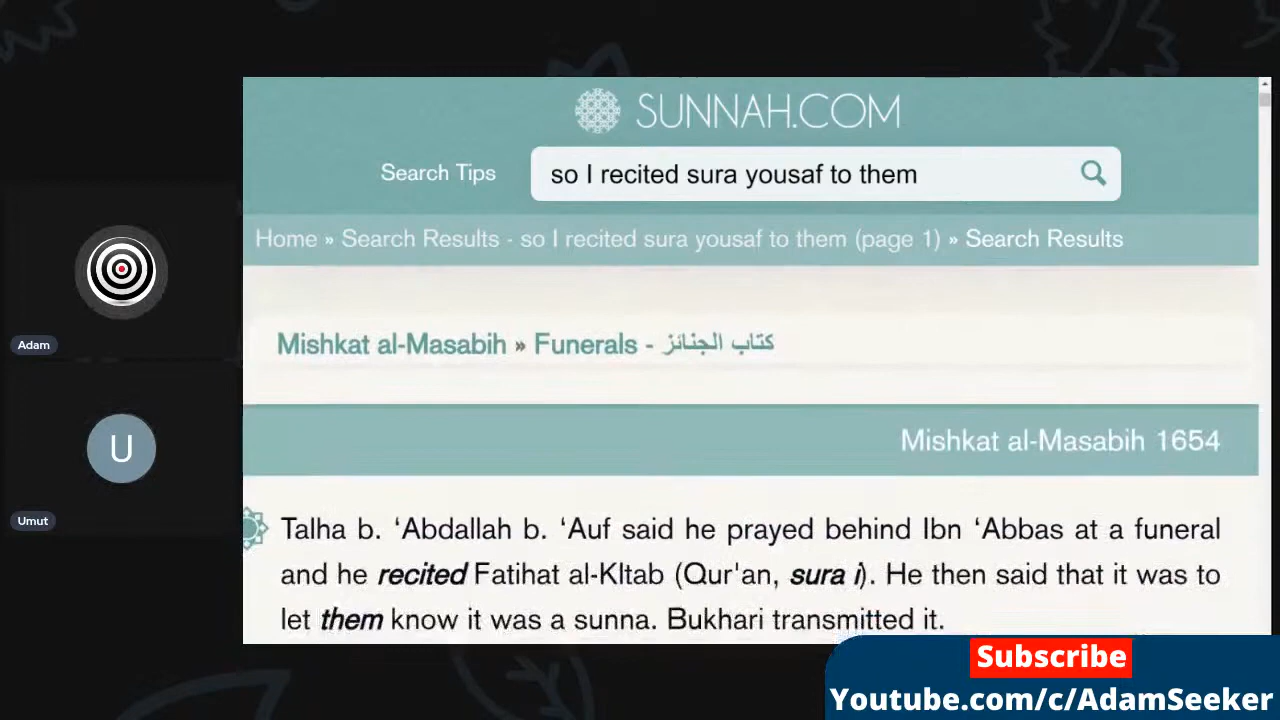 SUNNAH.COM
Search Tips
so I recited sura yousaf to them
Home » Search Results - so I recited sura yousaf to them (page 1) » Search Results
Mishkat al-Masabih » Funerals - كتاب الجنائز
Mishkat al-Masabih 1654
Talha b. ‘Abdallah b. ‘Auf said he prayed behind Ibn ‘Abbas at a funeral
and he recited Fatihat al-KItab (Qur'an, sura i). He then said that it was to
let them know it was a sunna. Bukhari transmitted it.
Adam
U
Umut
Subscribe
Youtube.com/c/AdamSeeker